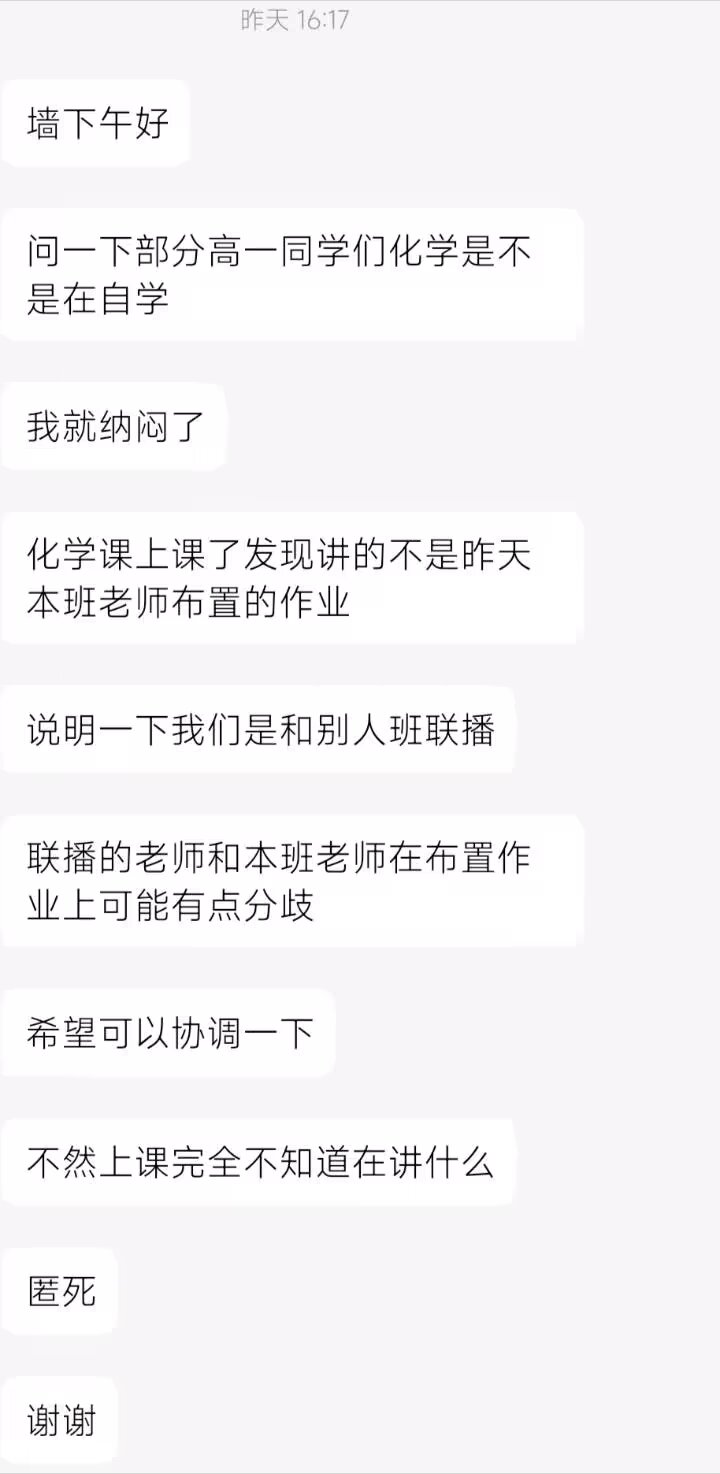 昨天 16:17
墙下午好
问一下部分高一同学们化学是不
是在自学
我就纳闷了
化学课上课了发现讲的不是昨天
本班老师布置的作业
说明一下我们是和别人班联播
联播的老师和本班老师在布置作
业上可能有点分歧
希望可以协调一下
不然上课完全不知道在讲什么
匿死
谢谢